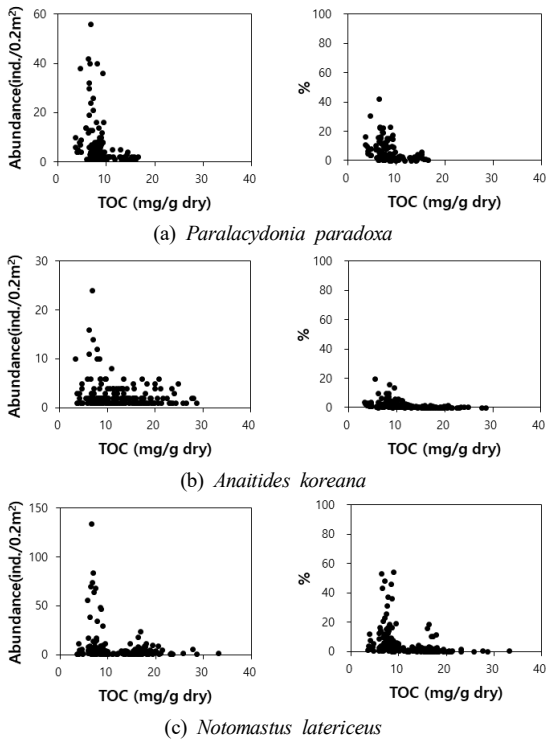 Abundance(ind./0.2m²)
60
40
20
0
0 10 20 30 40
TOC (mg/g dry)
%
100
80
60
40
20
0
0 10 20 30 40
TOC (mg/g dry)
(a) Paralacydonia paradoxa
Abundance(ind./0.2m²)
30
20
10
0
0 10 20 30 40
TOC (mg/g dry)
%
100
80
60
40
20
0
0 10 20 30 40
TOC (mg/g dry)
(b) Anaitides koreana
Abundance(ind./0.2m²)
150
100
50
0
0 10 20 30 40
TOC (mg/g dry)
%
100
80
60
40
20
0
0 10 20 30 40
TOC (mg/g dry)
(c) Notomastus latericeus